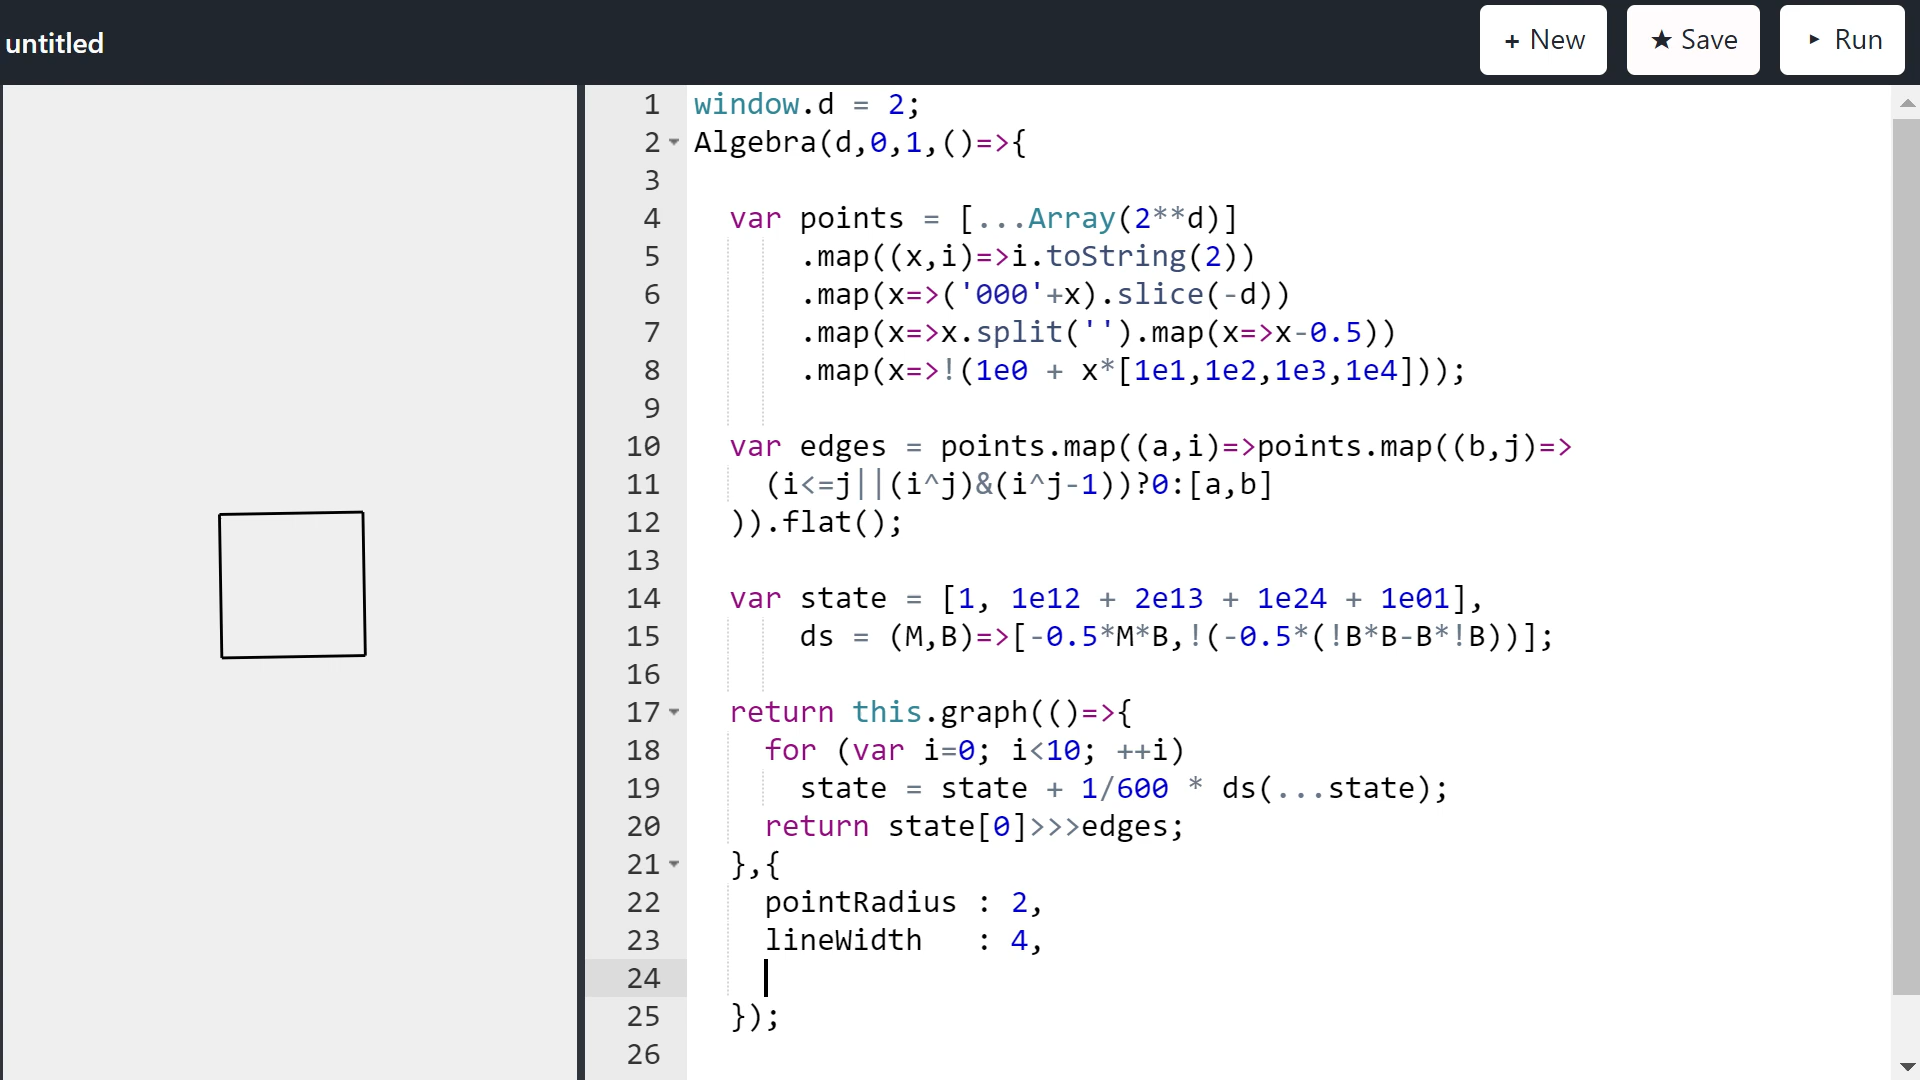 untitled
+ New ★ Save ▸ Run
1 window.d = 2;
2 Algebra(d,0,1,()=>{
3
4   var points = [...Array(2**d)]
5       .map((x,i)=>i.toString(2))
6       .map(x=>('000'+x).slice(-d))
7       .map(x=>x.split('').map(x=>x-0.5))
8       .map(x=>!(1e0 + x*[1e1,1e2,1e3,1e4]));
9
10   var edges = points.map((a,i)=>points.map((b,j)=>
11     (i<=j||(i^j)&(i^j-1))?0:[a,b]
12   )).flat();
13
14   var state = [1, 1e12 + 2e13 + 1e24 + 1e01],
15       ds = (M,B)=>[-0.5*M*B,!(-0.5*(!B*B-B*!B))];
16
17   return this.graph(()=>{
18     for (var i=0; i<10; ++i)
19       state = state + 1/600 * ds(...state);
20     return state[0]>>>edges;
21   },{
22     pointRadius : 2,
23     lineWidth   : 4,
24
25   });
26